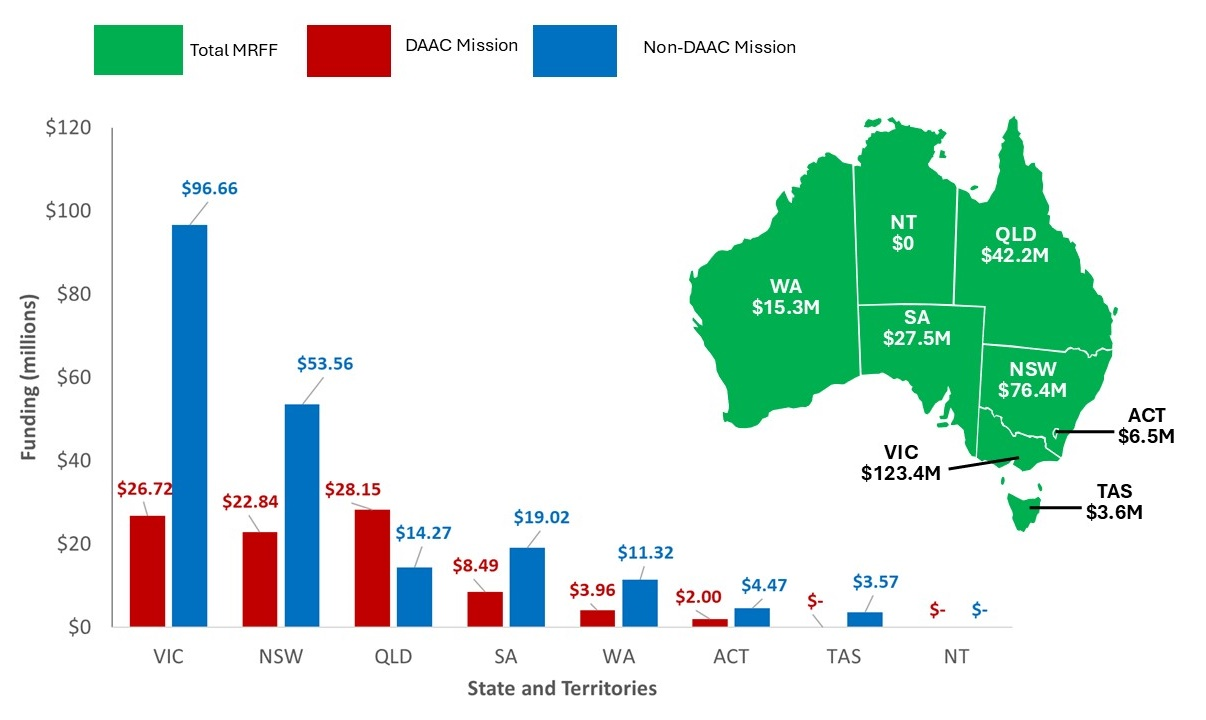 Total MRFF
DAAC Mission
Non-DAAC Mission
$120
$100
$80
$60
$40
$20
$0
Funding (millions)
$26.72
$96.66
$22.84
$53.56
$28.15
$14.27
$8.49
$19.02
$3.96
$11.32
$2.00
$4.47
$-
$3.57
$-
$-
VIC
NSW
QLD
SA
WA
ACT
TAS
NT
State and Territories
NT
$0
QLD
$42.2M
WA
$15.3M
SA
$27.5M
NSW
$76.4M
ACT
$6.5M
VIC
$123.4M
TAS
$3.6M